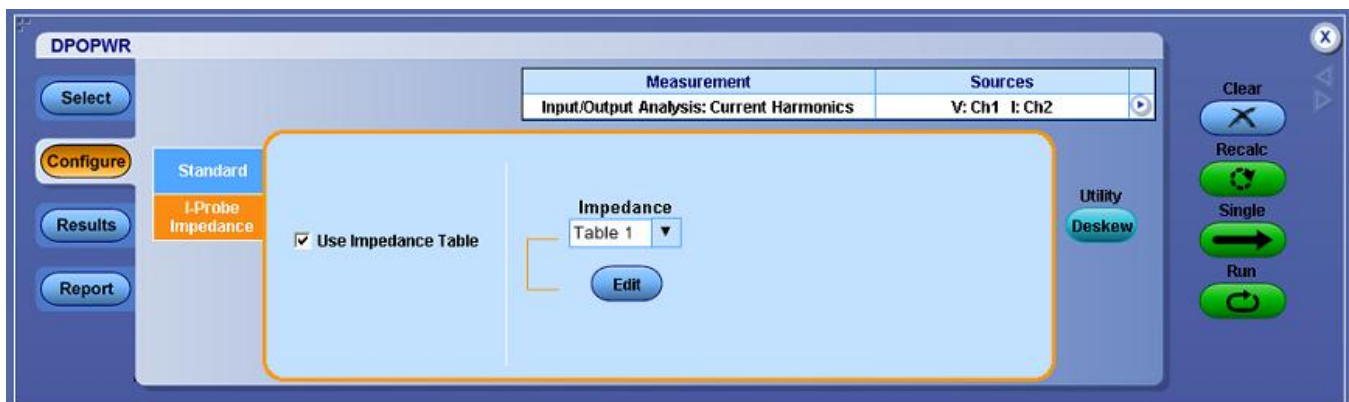 DPOPWR
X
Select
Configure
Results
Report
Measurement Sources
Input/Output Analysis: Current Harmonics V: Ch1 I: Ch2
Standard
I-Probe
Impedance
Use Impedance Table
Impedance
Table 1
Edit
Utility
Deskew
Clear
Recalc
Single
Run